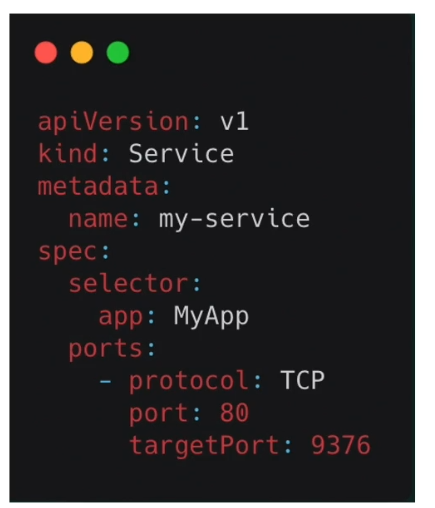 apiVersion: v1
kind: Service
metadata:
  name: my-service
spec:
  selector:
    app: MyApp
  ports:
    - protocol: TCP
      port: 80
      targetPort: 9376